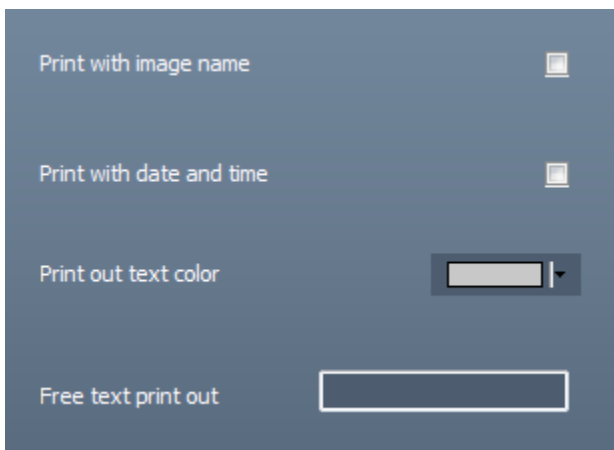 Print with image name
Print with date and time
Print out text color
Free text print out